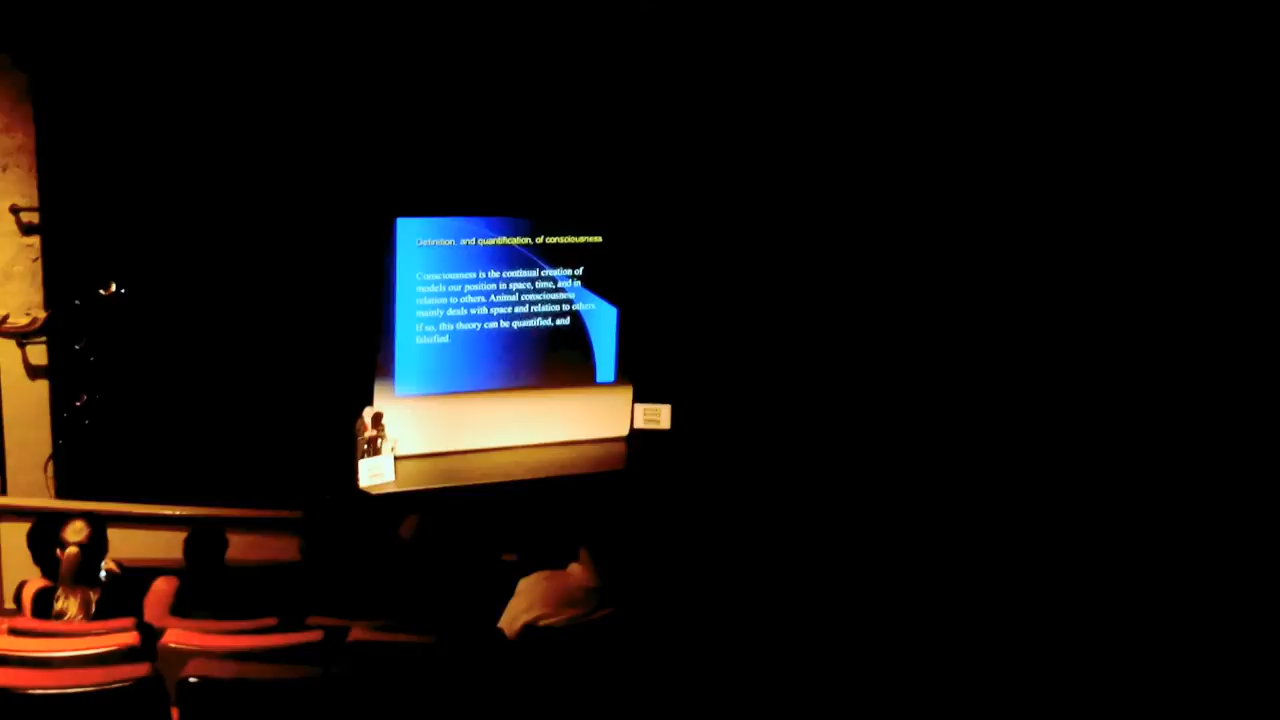 Definition, and quantification, of consciousness
Consciousness is the continual creation of
models our position in space, time, and in
relation to others. Animal consciousness
mainly deals with space and relation to others.
If so, this theory can be quantified, and
falsified.